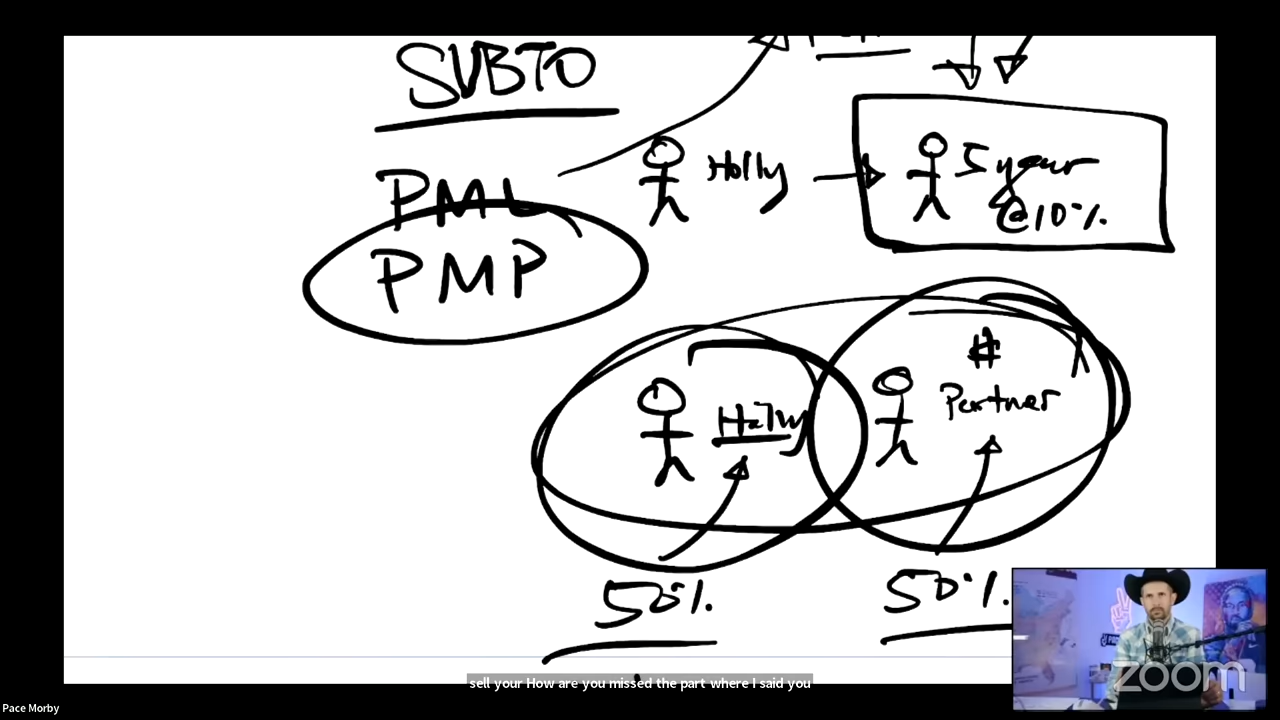 SUBTO
PML
PMP
Holly
5 year
@10%
Holly
#
Partner
50%
50%
zoom
sell your How are you missed the part where I said you
Pace Morby